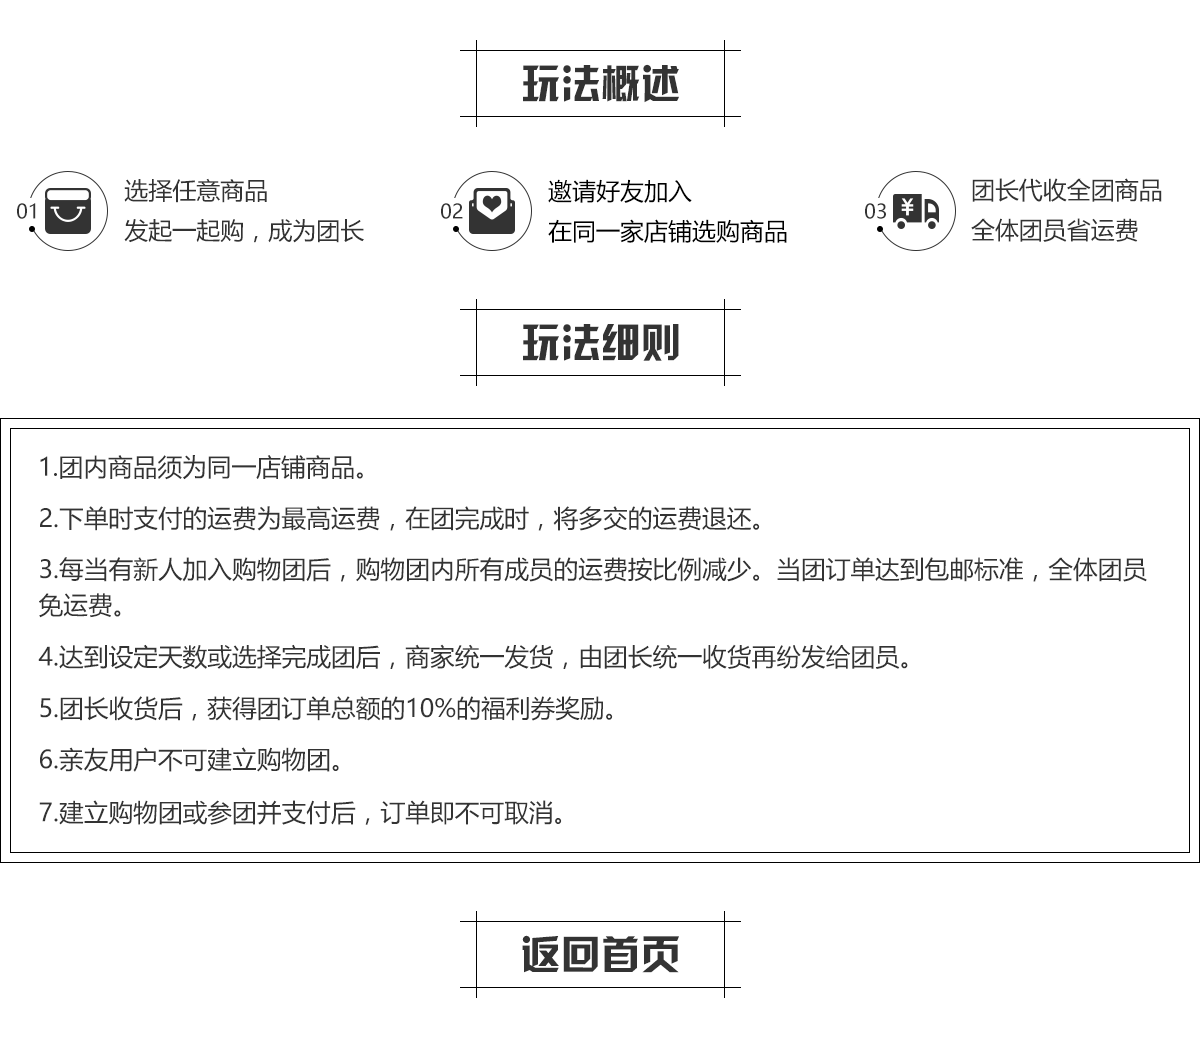 玩法概述
01
选择任意商品
发起一起购，成为团长
02
邀请好友加入
在同一家店铺选购商品
03
¥
团长代收全团商品
全体团员省运费
玩法细则
1.团内商品须为同一店铺商品。
2.下单时支付的运费为最高运费，在团完成时，将多交的运费退还。
3.每当有新人加入购物团后，购物团内所有成员的运费按比例减少。当团订单达到包邮标准，全体团员
免运费。
4.达到设定天数或选择完成团后，商家统一发货，由团长统一收货再纷发给团员。
5.团长收货后，获得团订单总额的10%的福利券奖励。
6.亲友用户不可建立购物团。
7.建立购物团或参团并支付后，订单即不可取消。
返回首页